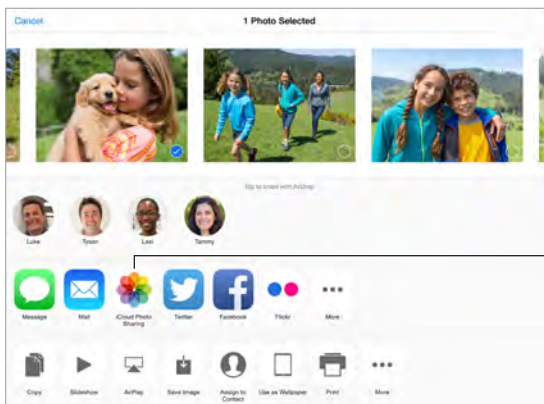 Cancel
1 Photo Selected
Tap to share with AirDrop
Luke
Tyson
Lexi
Tammy
Message
Mail
iCloud Photo
Sharing
Twitter
Facebook
Flickr
More
Copy
Slideshow
AirPlay
Save Image
Assign to
Contact
Use as Wallpaper
Print
More